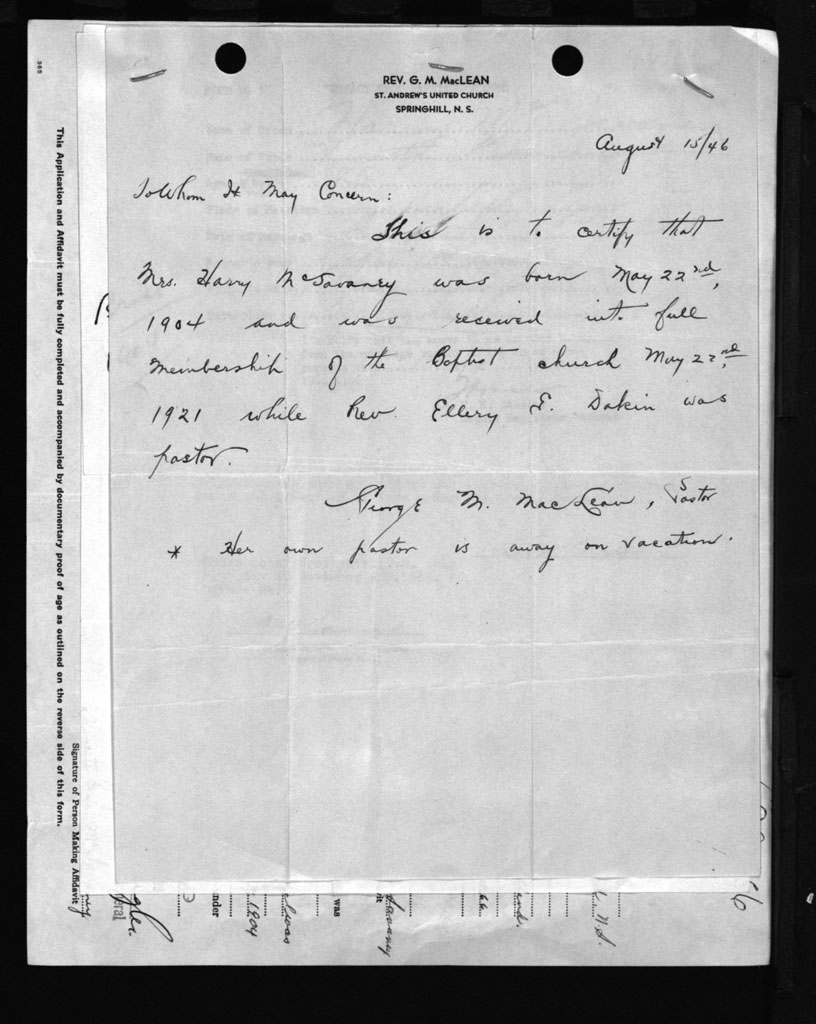 REV. G. M. MacLEAN
ST. ANDREW'S UNITED CHURCH
SPRINGHILL, N. S.
August 15/46
To Whom It May Concern:
This is to certify that
Mrs. Harry McSavaney was born May 22nd,
1904 and was received into full
membership of the Baptist church May 22nd,
1921 while Rev. Ellery E. Dakin was
pastor.
George M. MacLean, Pastor
* Her own pastor is away on vacation.
385
This Application and Affidavit must be fully completed and accompanied by documentary proof of age as outlined on the reverse side of this form.
Signature of Person Making Affidavit
was
under
1904
N.S.